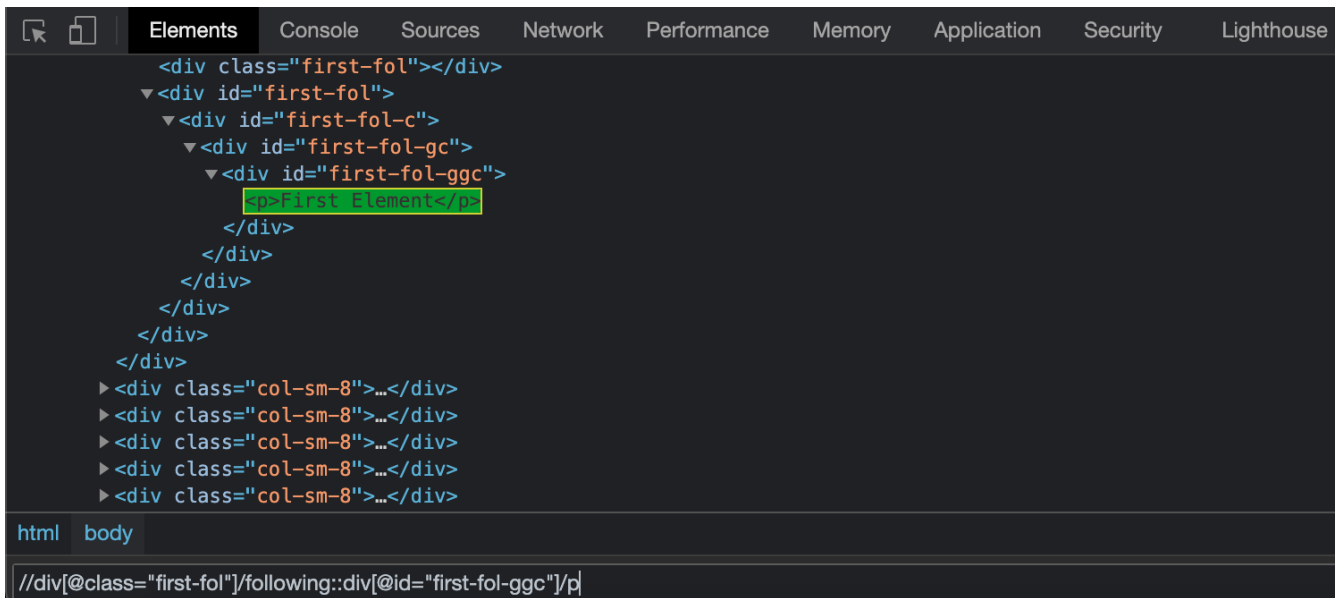 Elements Console Sources Network Performance Memory Application Security Lighthouse
<div class="first-fol"></div>
▼<div id="first-fol">
▼<div id="first-fol-c">
▼<div id="first-fol-gc">
▼<div id="first-fol-ggc">
<p>First Element</p>
</div>
</div>
</div>
</div>
</div>
</div>
▶<div class="col-sm-8">…</div>
▶<div class="col-sm-8">…</div>
▶<div class="col-sm-8">…</div>
▶<div class="col-sm-8">…</div>
▶<div class="col-sm-8">…</div>
html body
//div[@class="first-fol"]/following::div[@id="first-fol-ggc"]/p